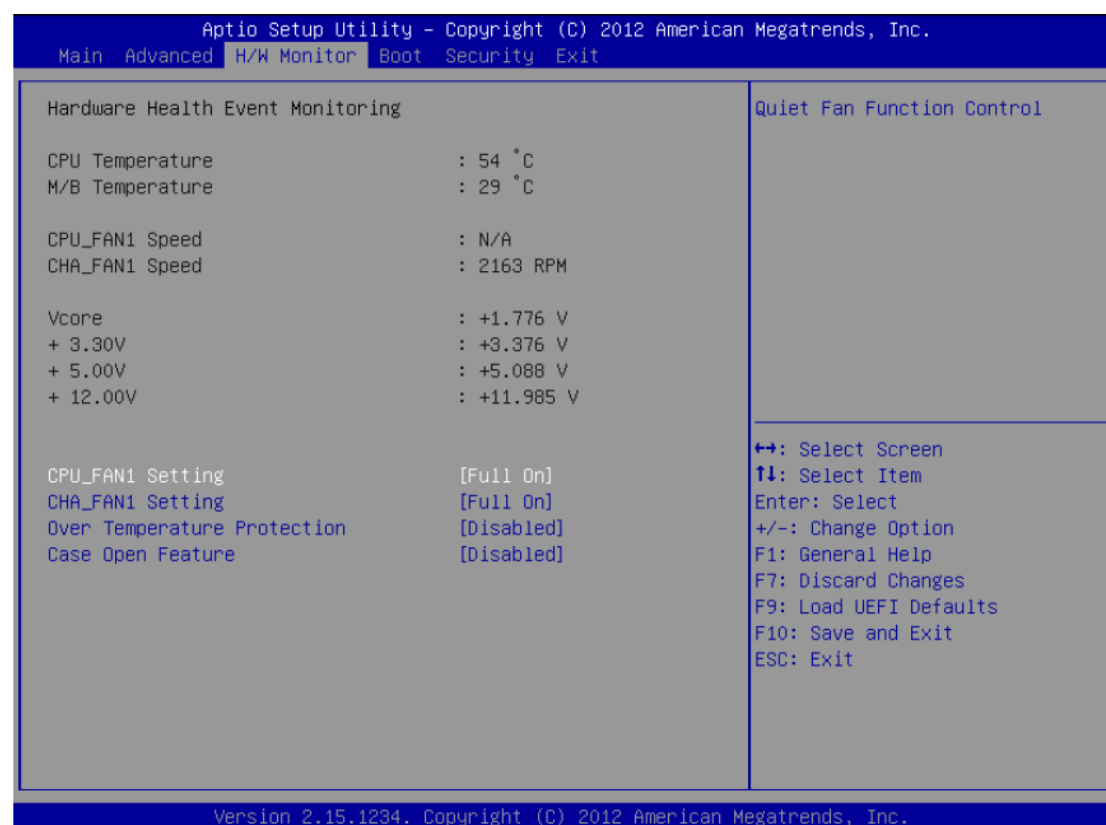 Aptio Setup Utility – Copyright (C) 2012 American Megatrends, Inc.
Main Advanced H/W Monitor Boot Security Exit
Hardware Health Event Monitoring
CPU Temperature : 54 °C
M/B Temperature : 29 °C
CPU_FAN1 Speed : N/A
CHA_FAN1 Speed : 2163 RPM
Vcore : +1.776 V
+ 3.30V : +3.376 V
+ 5.00V : +5.088 V
+ 12.00V : +11.985 V
CPU_FAN1 Setting [Full On]
CHA_FAN1 Setting [Full On]
Over Temperature Protection [Disabled]
Case Open Feature [Disabled]
Quiet Fan Function Control
↔: Select Screen
↑↓: Select Item
Enter: Select
+/-: Change Option
F1: General Help
F7: Discard Changes
F9: Load UEFI Defaults
F10: Save and Exit
ESC: Exit
Version 2.15.1234. Copyright (C) 2012 American Megatrends, Inc.